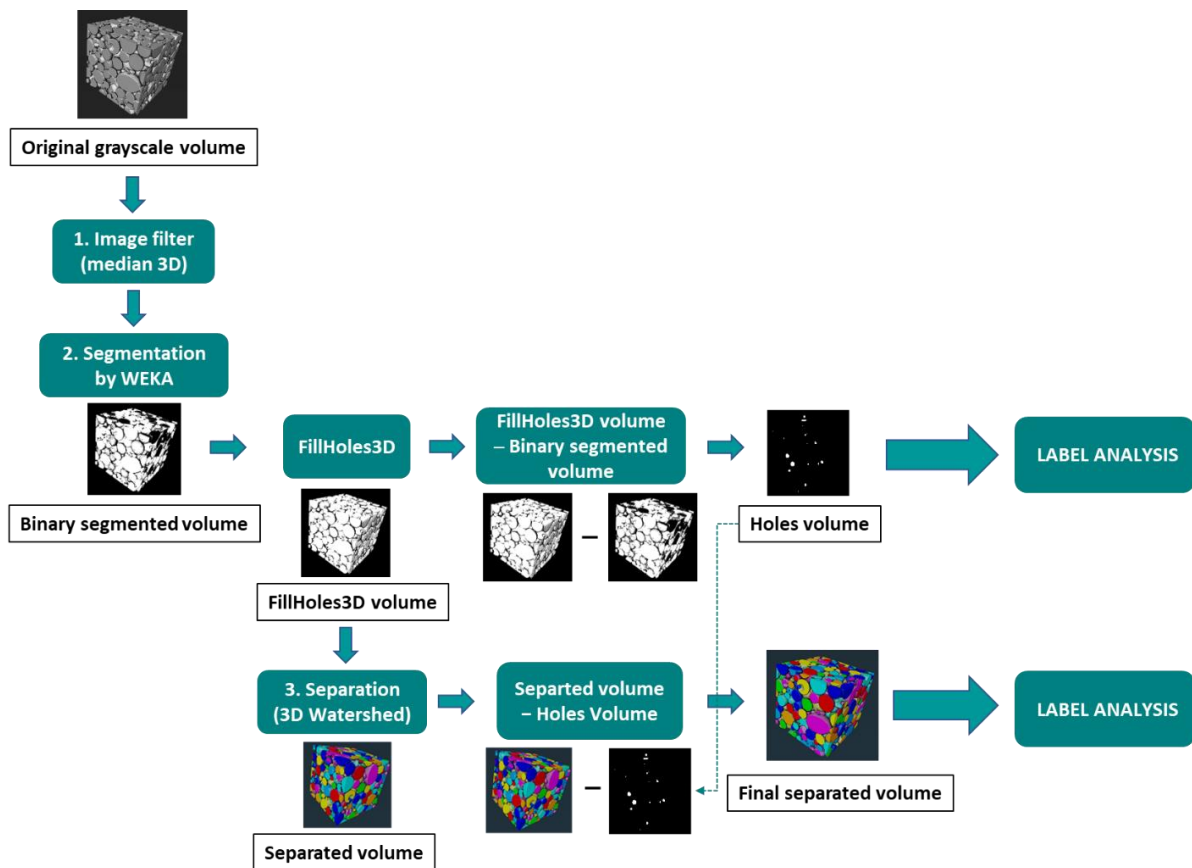 Original grayscale volume
1. Image filter
(median 3D)
2. Segmentation
by WEKA
Binary segmented volume
FillHoles3D
FillHoles3D volume
FillHoles3D volume
– Binary segmented
volume
–
Holes volume
LABEL ANALYSIS
3. Separation
(3D Watershed)
Separated volume
Separted volume
– Holes Volume
–
Final separated volume
LABEL ANALYSIS